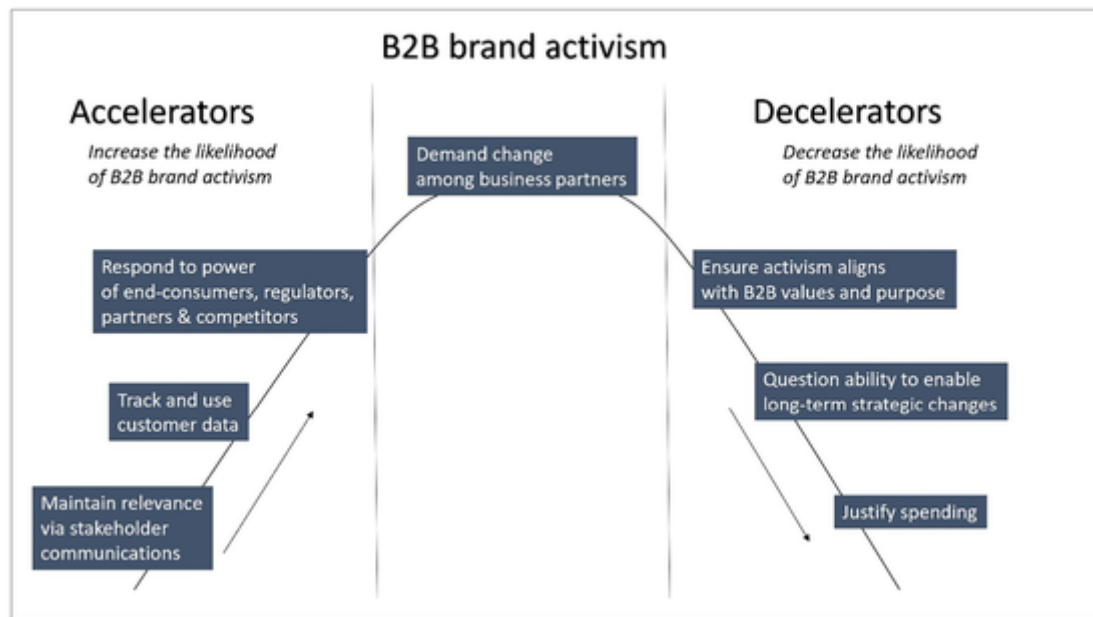 B2B brand activism
Accelerators
Increase the likelihood
of B2B brand activism
Respond to power
of end-consumers, regulators,
partners & competitors
Track and use
customer data
Maintain relevance
via stakeholder
communications
Demand change
among business partners
Decelerators
Decrease the likelihood
of B2B brand activism
Ensure activism aligns
with B2B values and purpose
Question ability to enable
long-term strategic changes
Justify spending